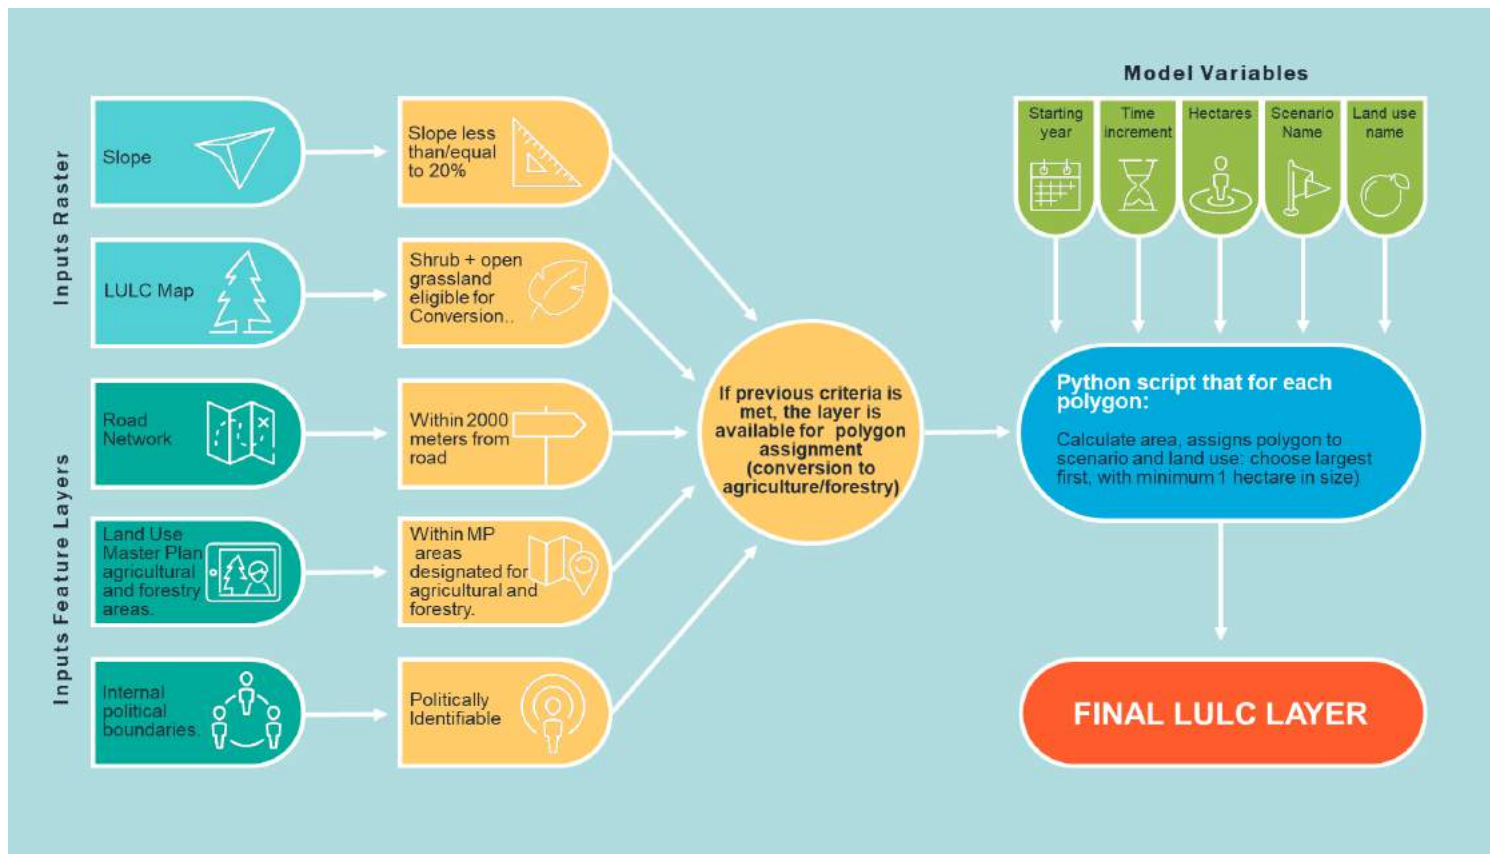 Model Variables
Starting
year
Time
increment
Hectares
Scenario
Name
Land use
name
Inputs Raster
Slope
Slope less
than/equal
to 20%
LULC Map
Shrub + open
grassland
eligible for
Conversion..
Inputs Feature Layers
Road
Network
Within 2000
meters from
road
Land Use
Master Plan
agricultural
and forestry
areas.
Within MP
areas
designated for
agricultural and
forestry.
Internal
political
boundaries.
Politically
Identifiable
If previous criteria is
met, the layer is
available for polygon
assignment
(conversion to
agriculture/forestry)
Python script that for each
polygon:
Calculate area, assigns polygon to
scenario and land use: choose largest
first, with minimum 1 hectare in size)
FINAL LULC LAYER